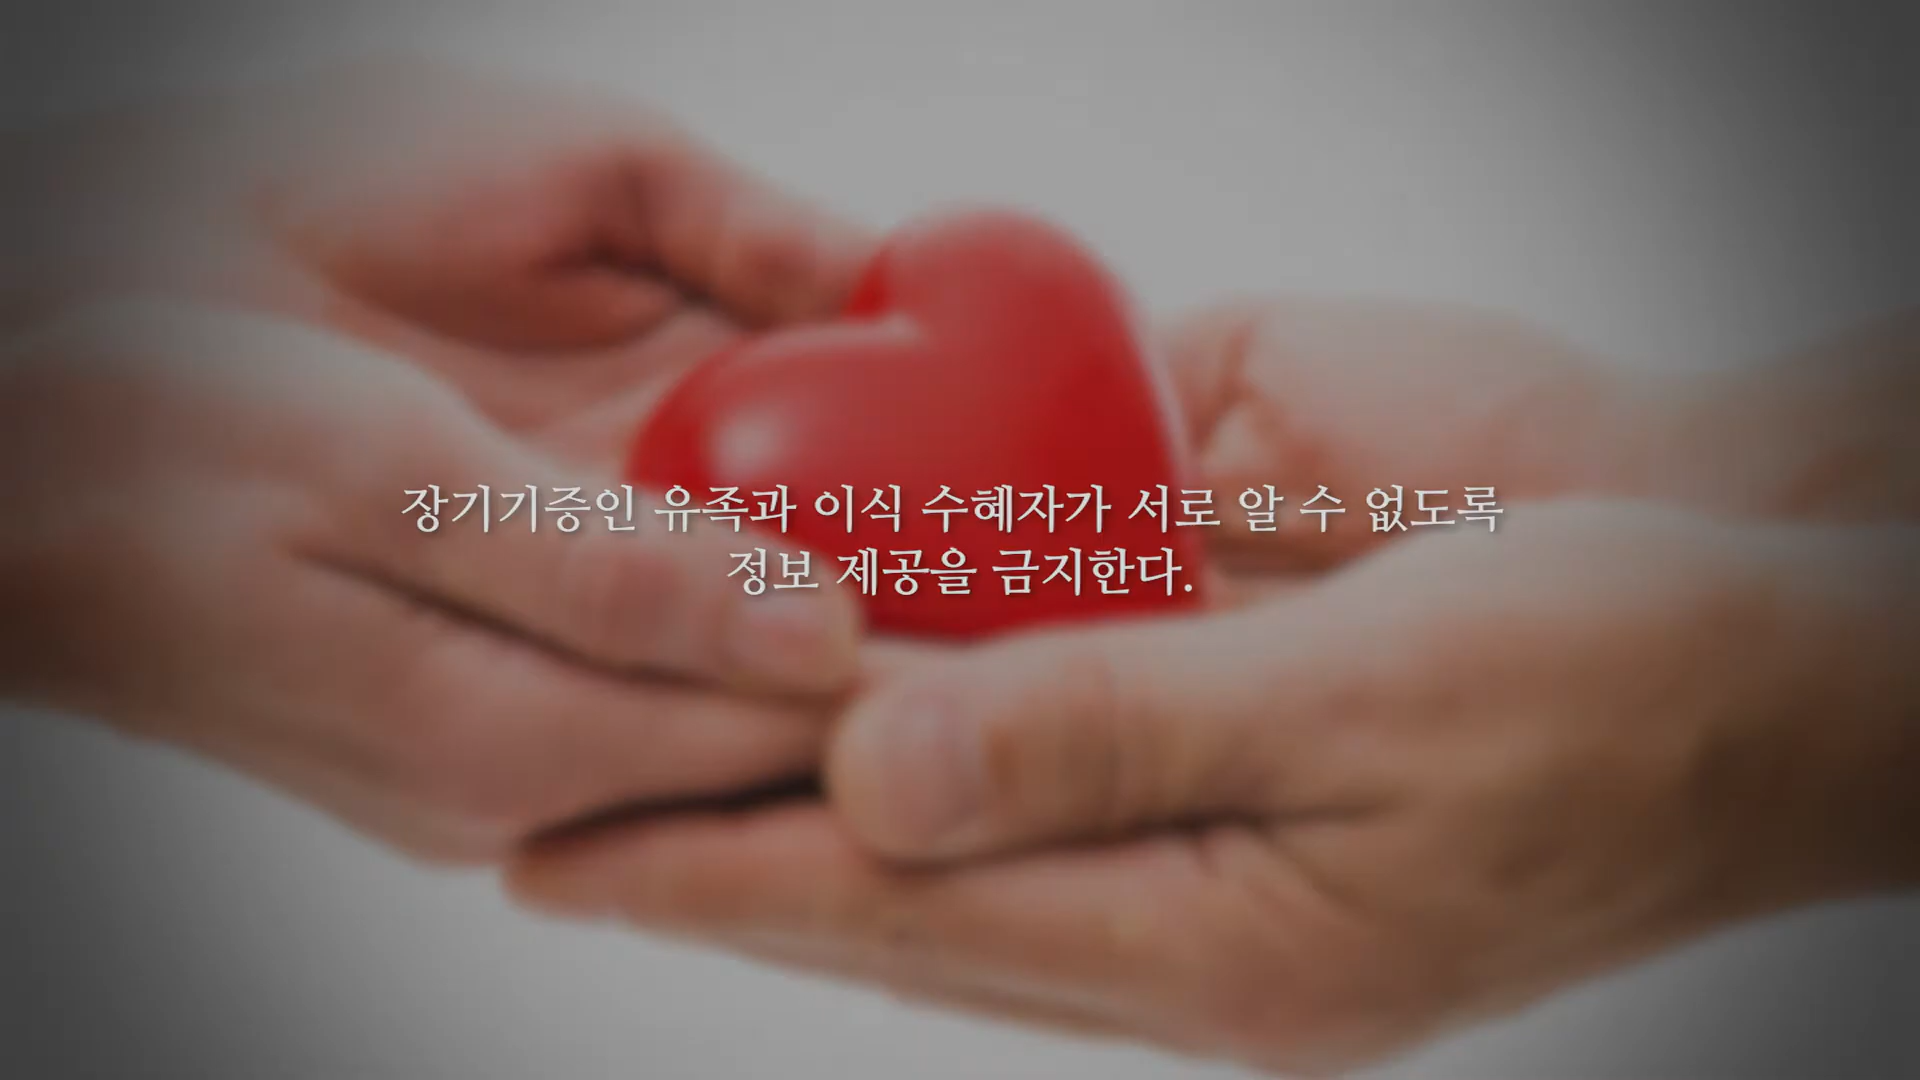 장기기증인 유족과 이식 수혜자가 서로 알 수 없도록
정보 제공을 금지한다.